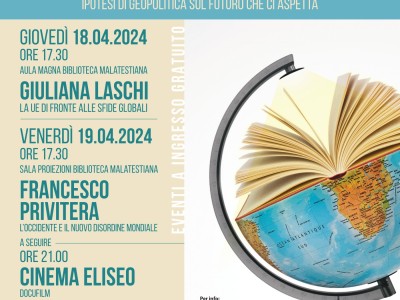 IPOTESI DI GEOPOLITICA SUL FUTURO CHE CI ASPETTA
GIOVEDÌ 18.04.2024
ORE 17.30
AULA MAGNA BIBLIOTECA MALATESTIANA
GIULIANA LASCHI
LA UE DI FRONTE ALLE SFIDE GLOBALI
VENERDÌ 19.04.2024
ORE 17.30
SALA PROIEZIONI BIBLIOTECA MALATESTIANA
FRANCESCO
PRIVITERA
L'OCCIDENTE E IL NUOVO DISORDINE MONDIALE
A SEGUIRE
ORE 21.00
CINEMA ELISEO
DOCUFILM
EVENTI A INGRESSO GRATUITO
Per info: